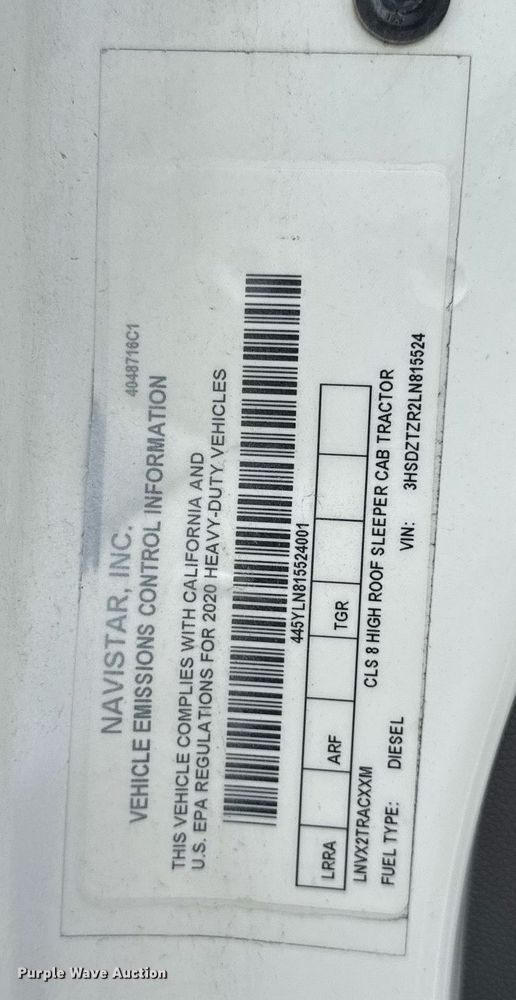 NAVISTAR, INC.
4048716C1
VEHICLE EMISSIONS CONTROL INFORMATION
THIS VEHICLE COMPLIES WITH CALIFORNIA AND
U.S. EPA REGULATIONS FOR 2020 HEAVY-DUTY VEHICLES
445YLN815524001
LRRA ARF TGR
LNVX2TRACXXM CLS 8 HIGH ROOF SLEEPER CAB TRACTOR
FUEL TYPE: DIESEL VIN: 3HSDZTZR2LN815524
Purple Wave Auction